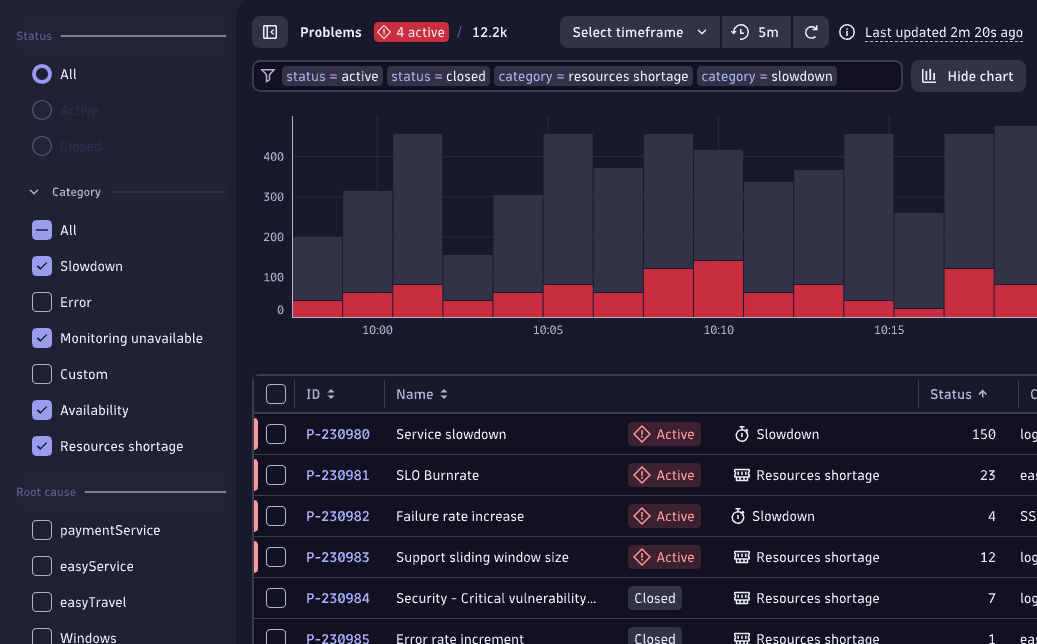 Status
All
Active
Closed
Category
All
Slowdown
Error
Monitoring unavailable
Custom
Availability
Resources shortage
Root cause
paymentService
easyService
easyTravel
Windows
Problems 4 active / 12.2k Select timeframe 5m Last updated 2m 20s ago
status = active status = closed category = resources shortage category = slowdown Hide chart
400
300
200
100
0
10:00 10:05 10:10 10:15
ID Name Status
P-230980 Service slowdown Active Slowdown 150 log
P-230981 SLO Burnrate Active Resources shortage 23 eas
P-230982 Failure rate increase Active Slowdown 4 SS
P-230983 Support sliding window size Active Resources shortage 12 log
P-230984 Security - Critical vulnerability... Closed Resources shortage 7 log
P-230985 Error rate increment Closed Resources shortage 1 eas